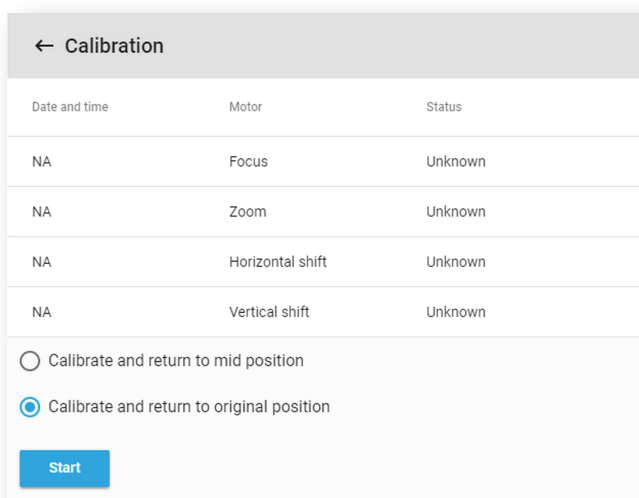 Calibration
Date and time Motor Status
NA Focus Unknown
NA Zoom Unknown
NA Horizontal shift Unknown
NA Vertical shift Unknown
Calibrate and return to mid position
Calibrate and return to original position
Start